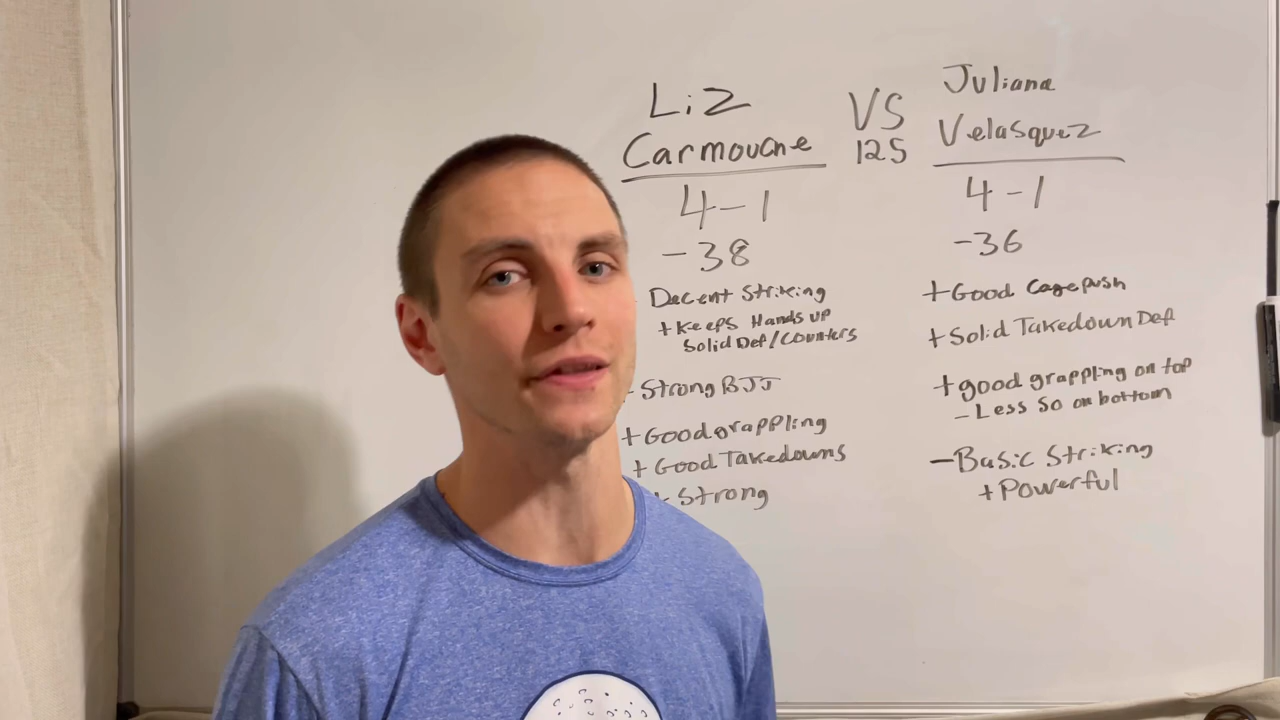 Liz
Carmouche
4-1
-38
Decent Striking
+Keeps Hands up
Solid Def/Counters
- Strong BJJ
+Good grappling
+ Good Takedowns
+ Strong
VS
125
Juliana
Velasquez
4-1
-36
+Good Cage push
+Solid Takedown Def
+good grappling on top
- Less so on bottom
-Basic Striking
+Powerful